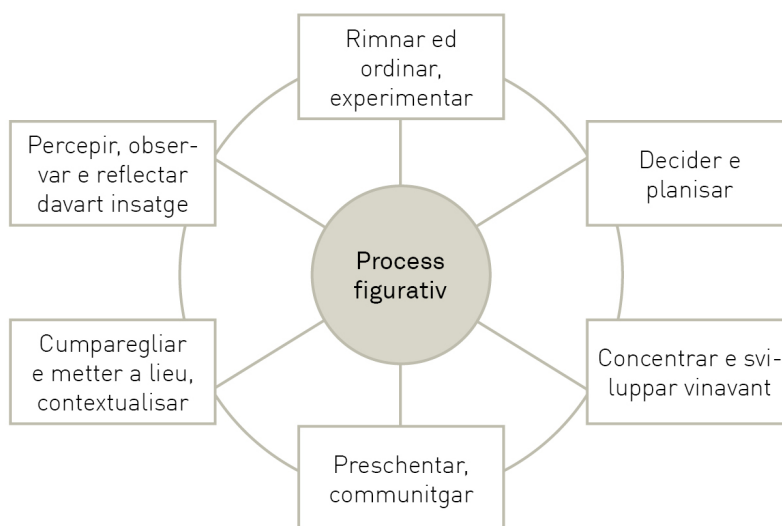 Rimnar ed
ordinar,
experimentar
Percepir, obser-
var e reflectar
davart insatge
Decider e
planisar
Process
figurativ
Cumparegliar
e metter a lieu,
contextualisar
Concentrar e svi-
luppar vinavant
Preschentar,
communitgar